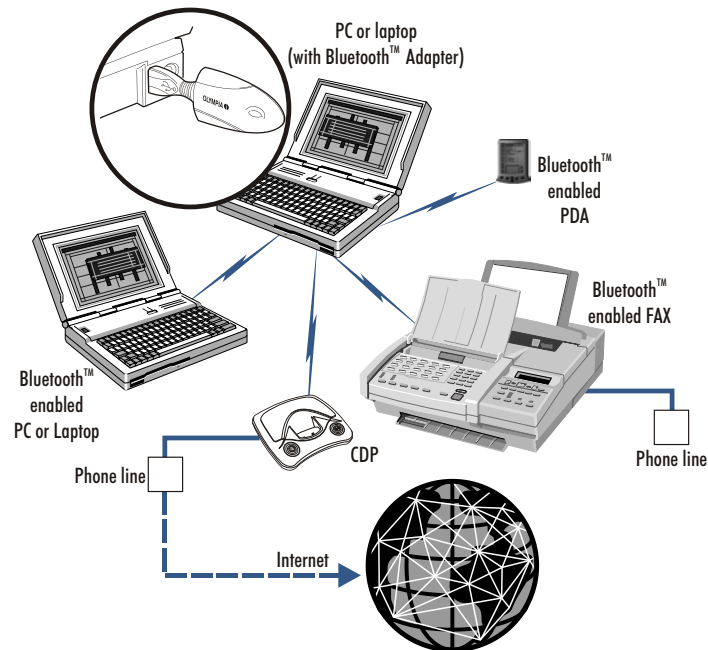 PC or laptop
(with Bluetooth™ Adapter)
OLYMPIA
Bluetooth™
enabled
PDA
Bluetooth™
enabled FAX
Bluetooth™
enabled
PC or Laptop
CDP
Phone line
Phone line
Internet